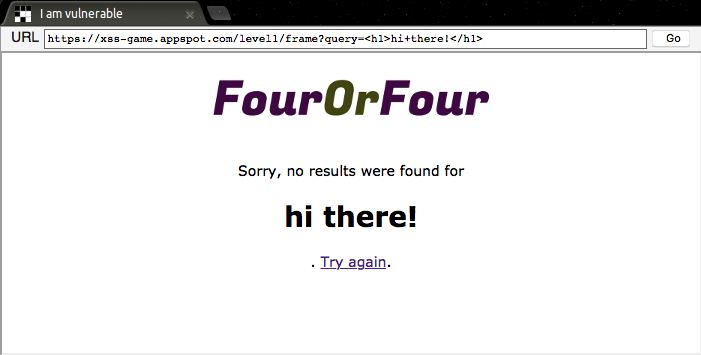 I am vulnerable
URL https://xss-game.appspot.com/level1/frame?query=<h1>hi+there!</h1> Go
FourOrFour
Sorry, no results were found for
hi there!
. Try again.